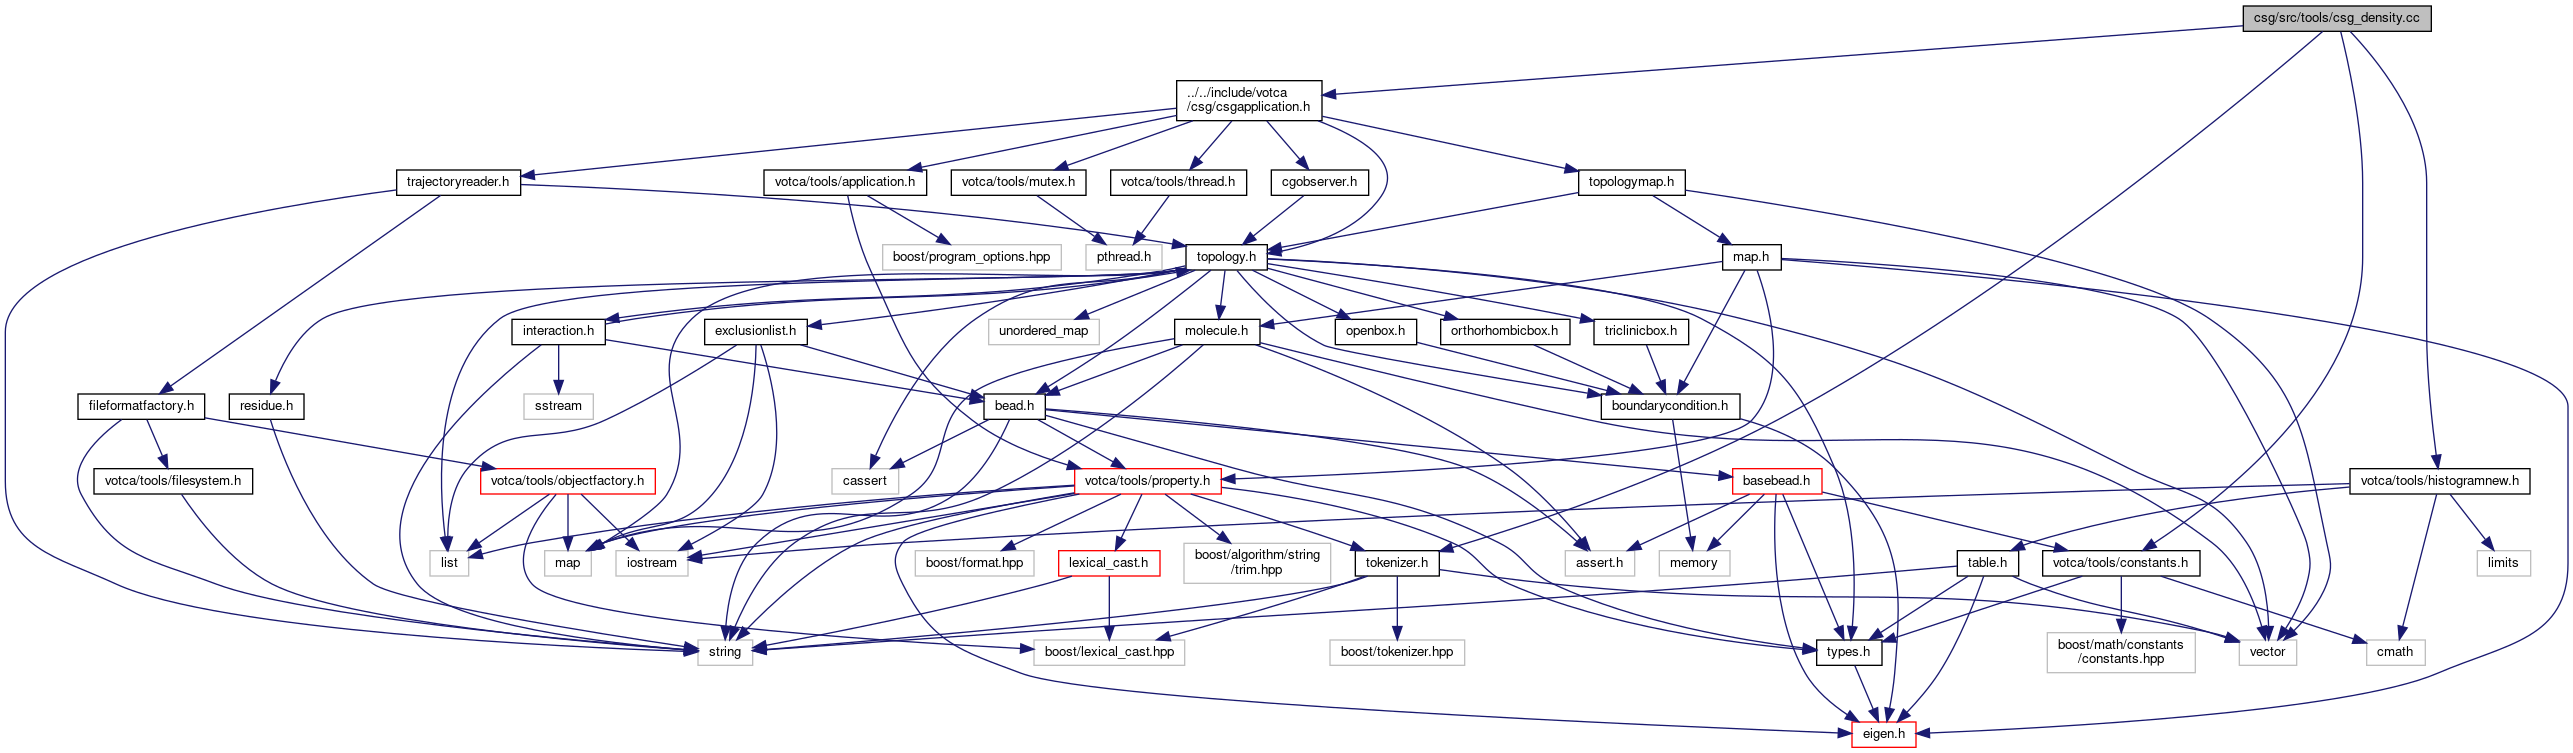 csg/src/tools/csg_density.cc
../../include/votca
/csg/csgapplication.h
trajectoryreader.h
votca/tools/application.h
votca/tools/mutex.h
votca/tools/thread.h
cgobserver.h
topologymap.h
boost/program_options.hpp
pthread.h
topology.h
map.h
interaction.h
exclusionlist.h
unordered_map
molecule.h
openbox.h
orthorhombicbox.h
triclinicbox.h
fileformatfactory.h
residue.h
sstream
bead.h
boundarycondition.h
votca/tools/filesystem.h
votca/tools/objectfactory.h
cassert
votca/tools/property.h
basebead.h
votca/tools/histogramnew.h
list
map
iostream
boost/format.hpp
lexical_cast.h
boost/algorithm/string
/trim.hpp
tokenizer.h
assert.h
memory
table.h
votca/tools/constants.h
limits
string
boost/lexical_cast.hpp
boost/tokenizer.hpp
types.h
boost/math/constants
/constants.hpp
vector
cmath
eigen.h